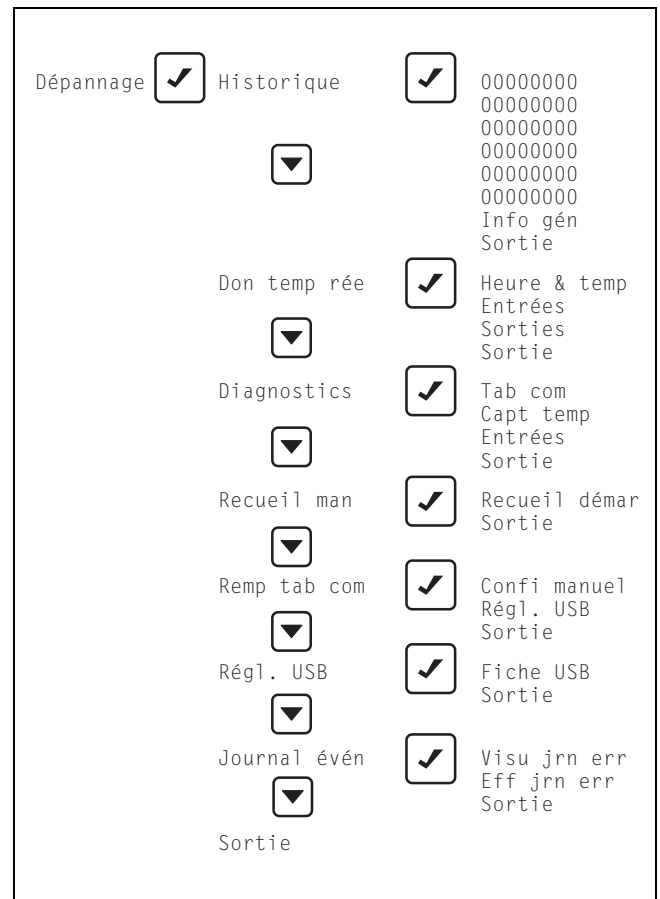 Dépannage Historique 00000000
00000000
00000000
00000000
00000000
00000000
Info gén
Sortie
Don temp rée Heure & temp
Entrées
Sorties
Sortie
Diagnostics Tab com
Capt temp
Entrées
Sortie
Recueil man Recueil démar
Sortie
Remp tab com Confi manuel
Régl. USB
Sortie
Régl. USB Fiche USB
Sortie
Journal évén Visu jrn err
Eff jrn err
Sortie
Sortie